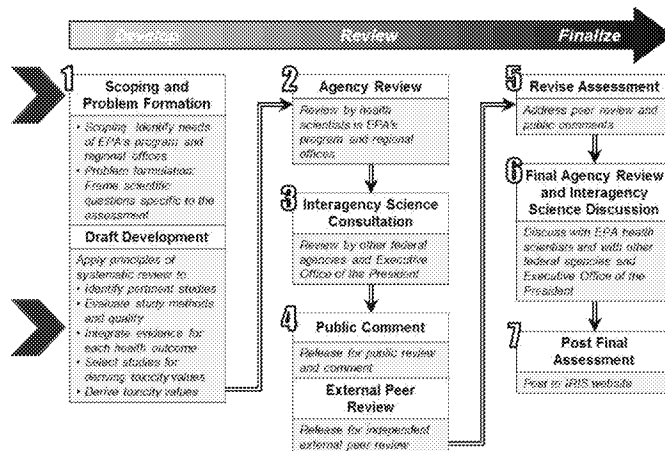 Develop
Review
Finalize
1
Scoping and
Problem Formation
• Scoping: Identify needs
of EPA's program and
regional offices
• Problem formulation:
Frame scientific
questions specific to the
assessment
Draft Development
Apply principles of
systematic review to
• Identify pertinent studies
• Evaluate study methods
and quality
• Integrate evidence for
each health outcome
• Select studies for
deriving toxicity values
• Derive toxicity values
2
Agency Review
Review by health
scientists in EPA's
program and regional
offices
3
Interagency Science
Consultation
Review by other federal
agencies and Executive
Office of the President
4
Public Comment
Release for public review
and comment
External Peer
Review
Release for independent
external peer review
5
Revise Assessment
Address peer review and
public comments
6
Final Agency Review
and Interagency
Science Discussion
Discuss with EPA health
scientists and with other
federal agencies and
Executive Office of the
President
7
Post Final
Assessment
Post to IRIS website